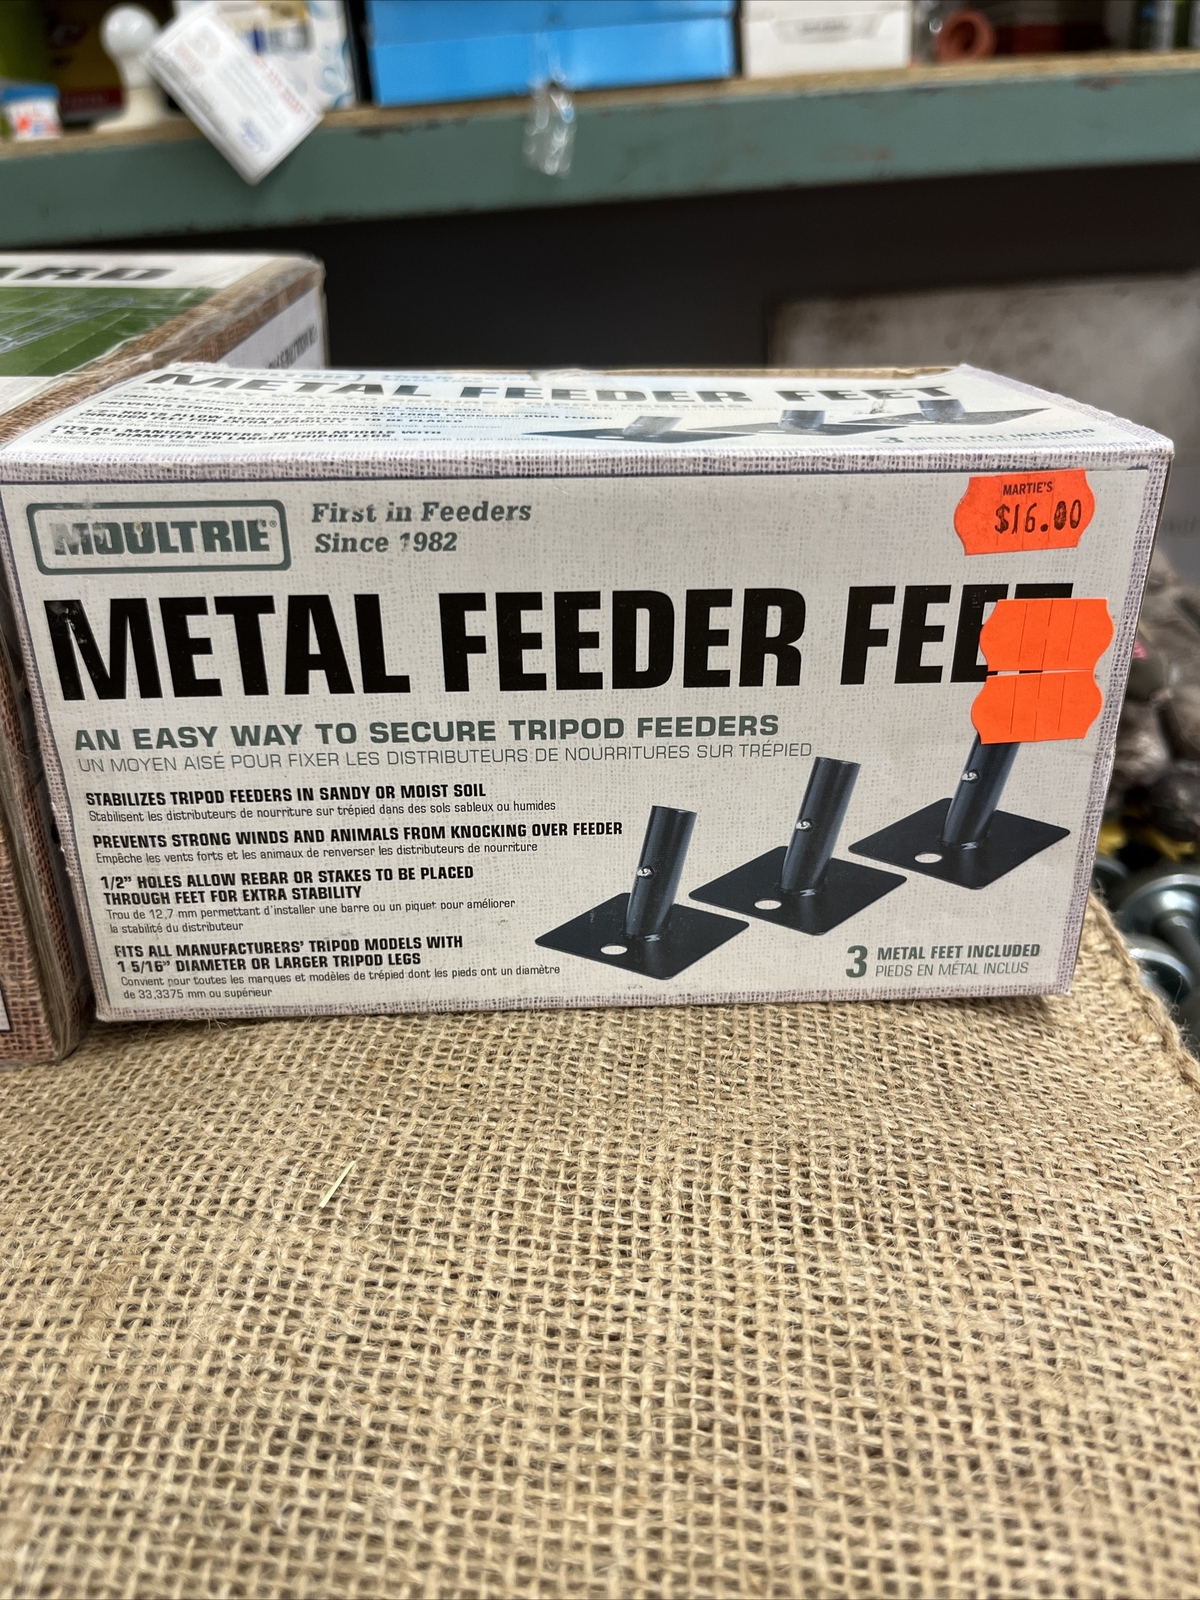 ARD
METAL FEEDER FEET
3 METAL FEET INCLUDED
MOULTRIE®
First in Feeders
Since 1982
MARTIE'S
$16.00
METAL FEEDER FEET
AN EASY WAY TO SECURE TRIPOD FEEDERS
UN MOYEN AISÉ POUR FIXER LES DISTRIBUTEURS DE NOURRITURES SUR TRÉPIED
STABILIZES TRIPOD FEEDERS IN SANDY OR MOIST SOIL
Stabilisent les distributeurs de nourriture sur trépied dans des sols sableux ou humides
PREVENTS STRONG WINDS AND ANIMALS FROM KNOCKING OVER FEEDER
Empêche les vents forts et les animaux de renverser les distributeurs de nourriture
1/2" HOLES ALLOW REBAR OR STAKES TO BE PLACED
THROUGH FEET FOR EXTRA STABILITY
Trou de 12,7 mm permettant d'installer une barre ou un piquet pour améliorer
la stabilité du distributeur
FITS ALL MANUFACTURERS' TRIPOD MODELS WITH
1 5/16" DIAMETER OR LARGER TRIPOD LEGS
Convient pour toutes les marques et modèles de trépied dont les pieds ont un diamètre
de 33,3375 mm ou supérieur
3 METAL FEET INCLUDED
PIEDS EN MÉTAL INCLUS